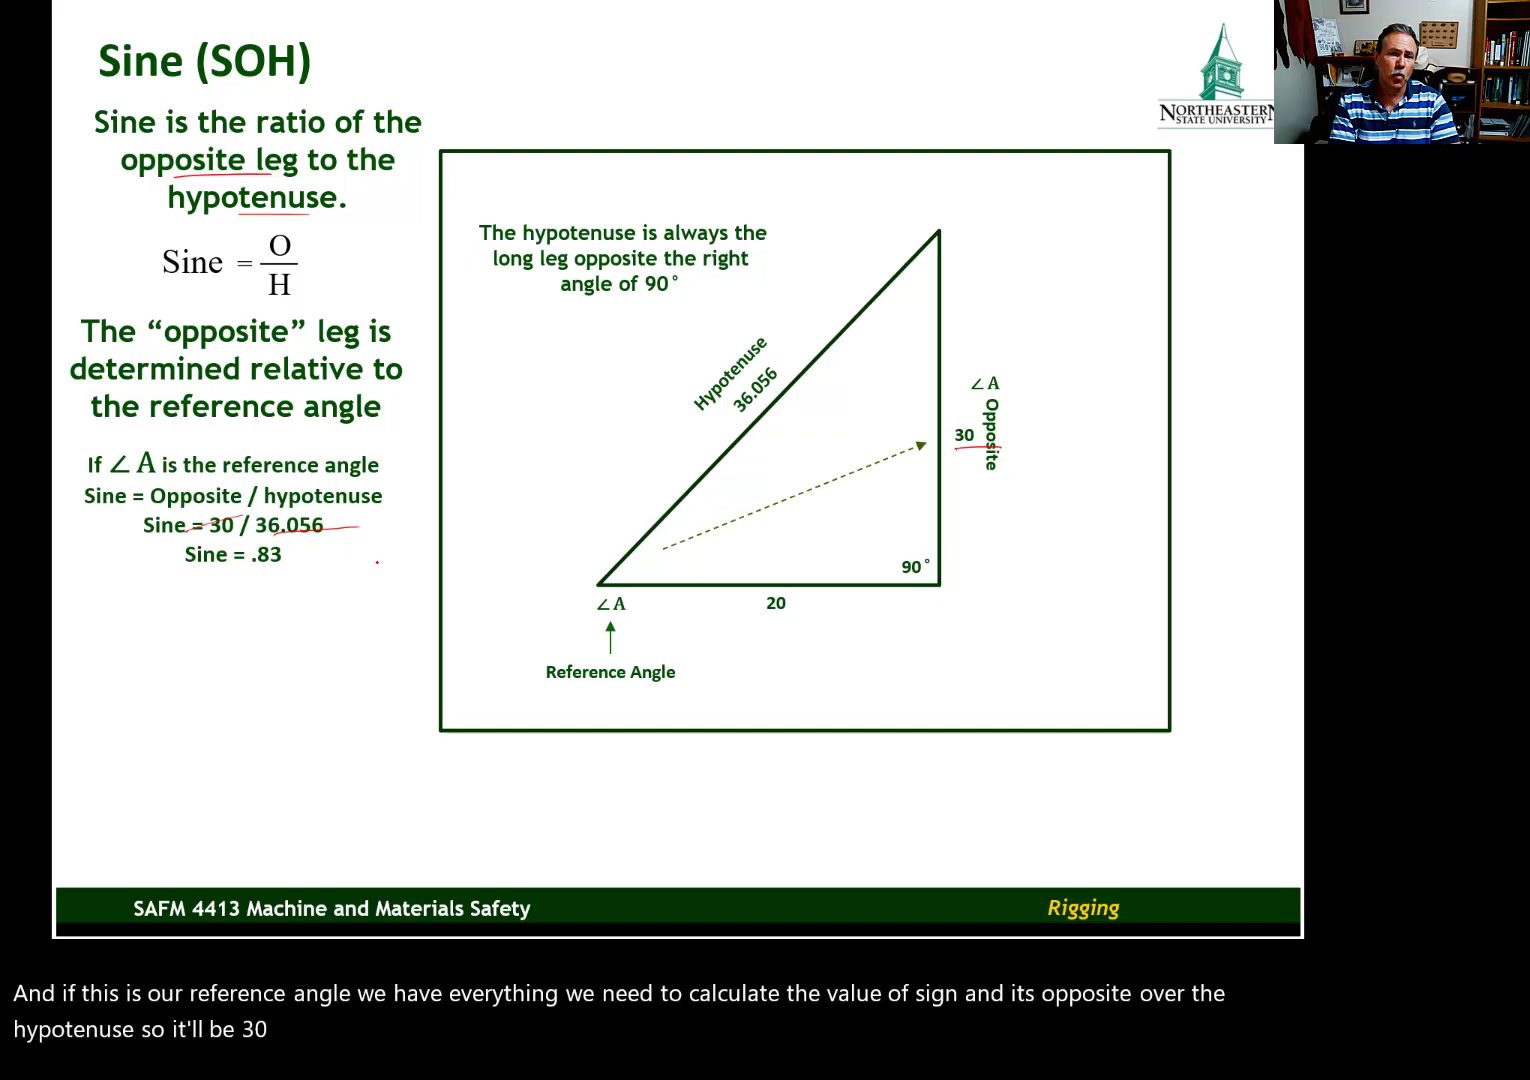 Sine (SOH)
Sine is the ratio of the
opposite leg to the
hypotenuse.
Sine = O
H
The “opposite” leg is
determined relative to
the reference angle
If ∠ A is the reference angle
Sine = Opposite / hypotenuse
Sine = 30 / 36.056
Sine = .83
NORTHEASTERN
STATE UNIVERSITY
The hypotenuse is always the
long leg opposite the right
angle of 90°
Hypotenuse
36.056
∠ A
Opposite
30
90°
∠ A
20
Reference Angle
SAFM 4413 Machine and Materials Safety
Rigging
And if this is our reference angle we have everything we need to calculate the value of sign and its opposite over the
hypotenuse so it'll be 30